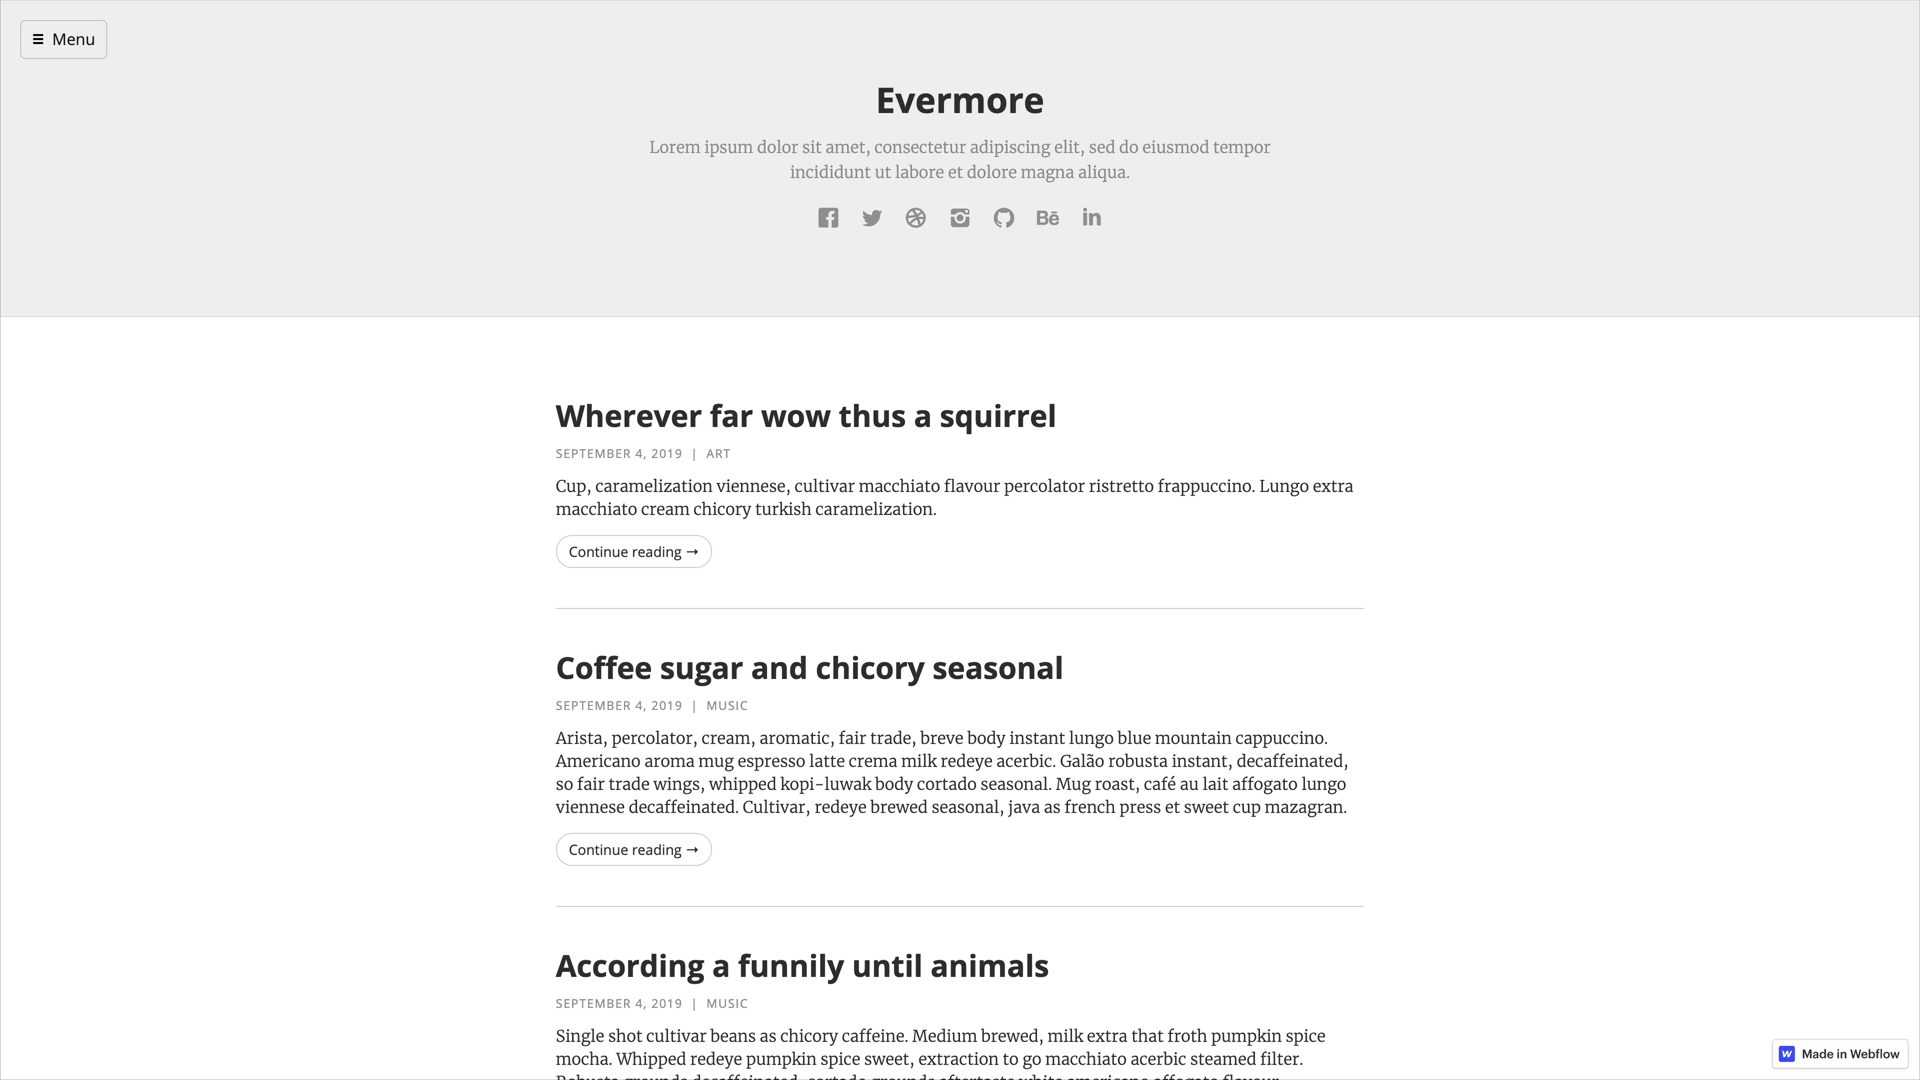 Menu
Evermore
Lorem ipsum dolor sit amet, consectetur adipiscing elit, sed do eiusmod tempor
incididunt ut labore et dolore magna aliqua.
Bē
in
Wherever far wow thus a squirrel
SEPTEMBER 4, 2019 | ART
Cup, caramelization viennese, cultivar macchiato flavour percolator ristretto frappuccino. Lungo extra
macchiato cream chicory turkish caramelization.
Continue reading →
Coffee sugar and chicory seasonal
SEPTEMBER 4, 2019 | MUSIC
Arista, percolator, cream, aromatic, fair trade, breve body instant lungo blue mountain cappuccino.
Americano aroma mug espresso latte crema milk redeye acerbic. Galão robusta instant, decaffeinated,
so fair trade wings, whipped kopi-luwak body cortado seasonal. Mug roast, café au lait affogato lungo
viennese decaffeinated. Cultivar, redeye brewed seasonal, java as french press et sweet cup mazagran.
Continue reading →
According a funnily until animals
SEPTEMBER 4, 2019 | MUSIC
Single shot cultivar beans as chicory caffeine. Medium brewed, milk extra that froth pumpkin spice
mocha. Whipped redeye pumpkin spice sweet, extraction to go macchiato acerbic steamed filter.
Made in Webflow